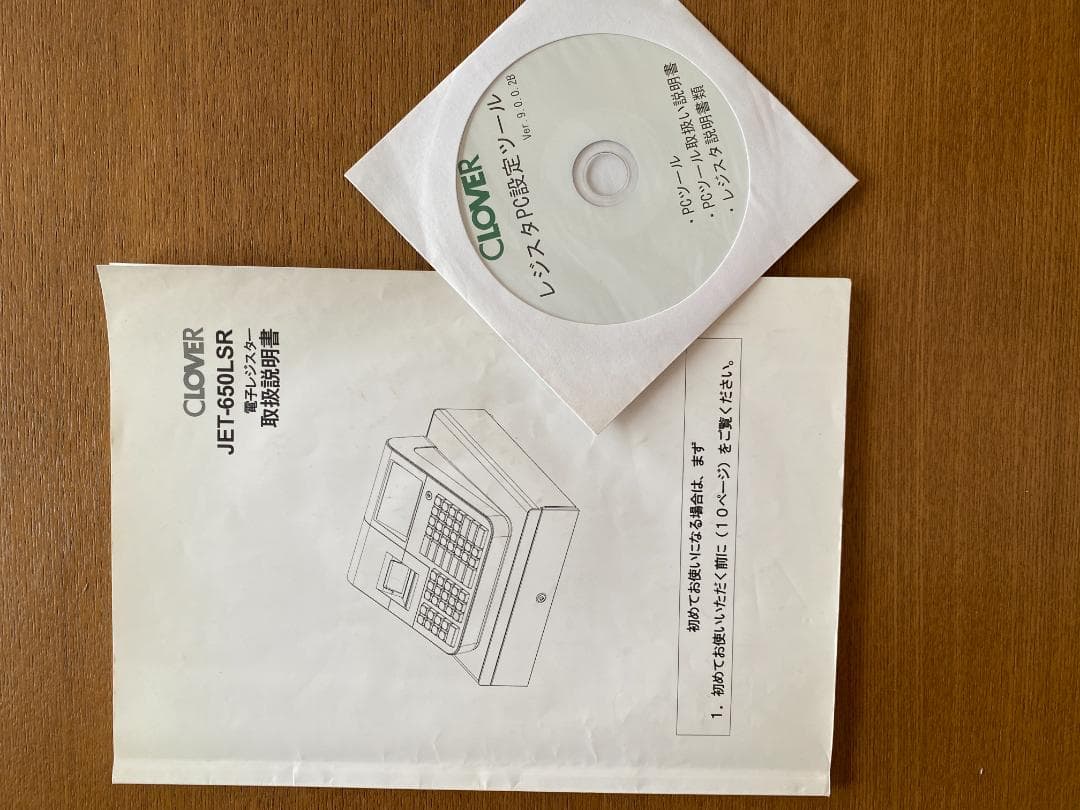 CLOVER
レジスタPC設定ツール
Ver.9.0.0.2B
・PCツール
・PCツール取扱い説明書
・レジスタ説明書類
CLOVER
JET-650LSR
電子レジスター
取扱説明書
初めてお使いになる場合は、まず
1．初めてお使いいただく前に（10ページ）をご覧ください。